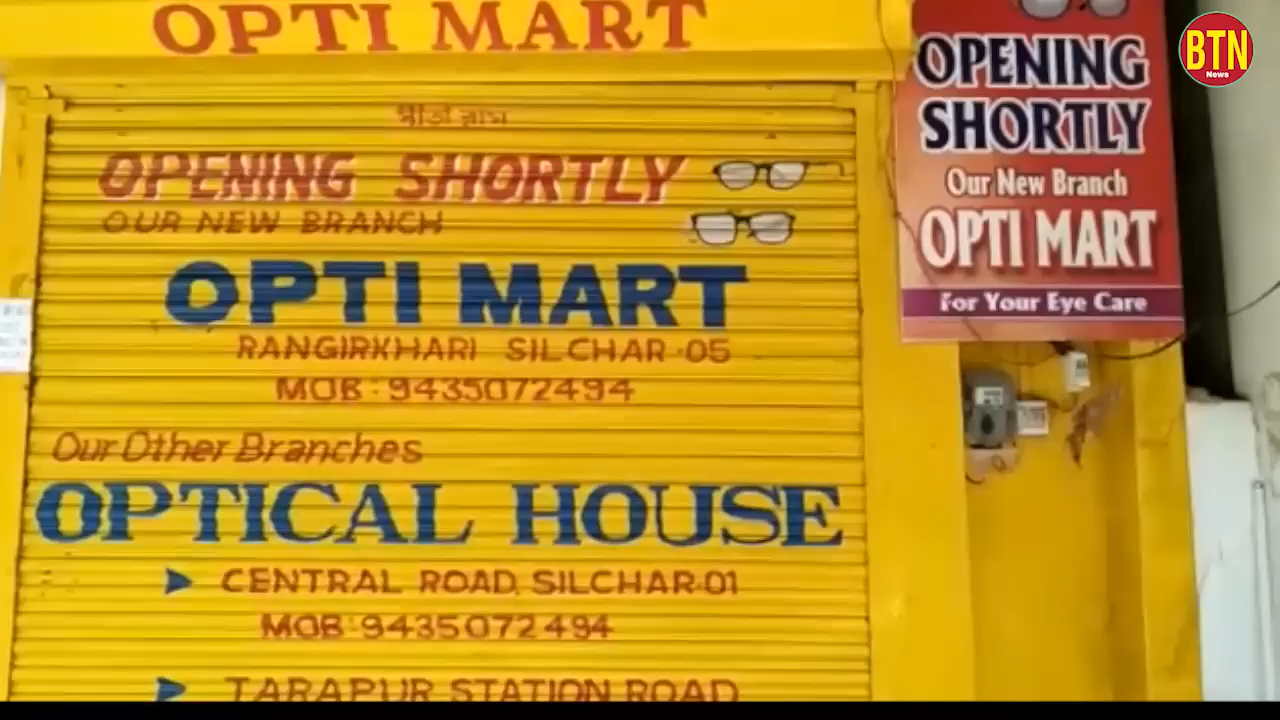 OPTI MART
OPENING SHORTLY
OUR NEW BRANCH
OPTI MART
RANGIRKHARI SILCHAR-05
MOB: 9435072494
Our Other Branches
OPTICAL HOUSE
CENTRAL ROAD, SILCHAR-01
MOB: 9435072494
TARAPUR STATION ROAD
OPENING
SHORTLY
Our New Branch
OPTI MART
For Your Eye Care
BTN
News